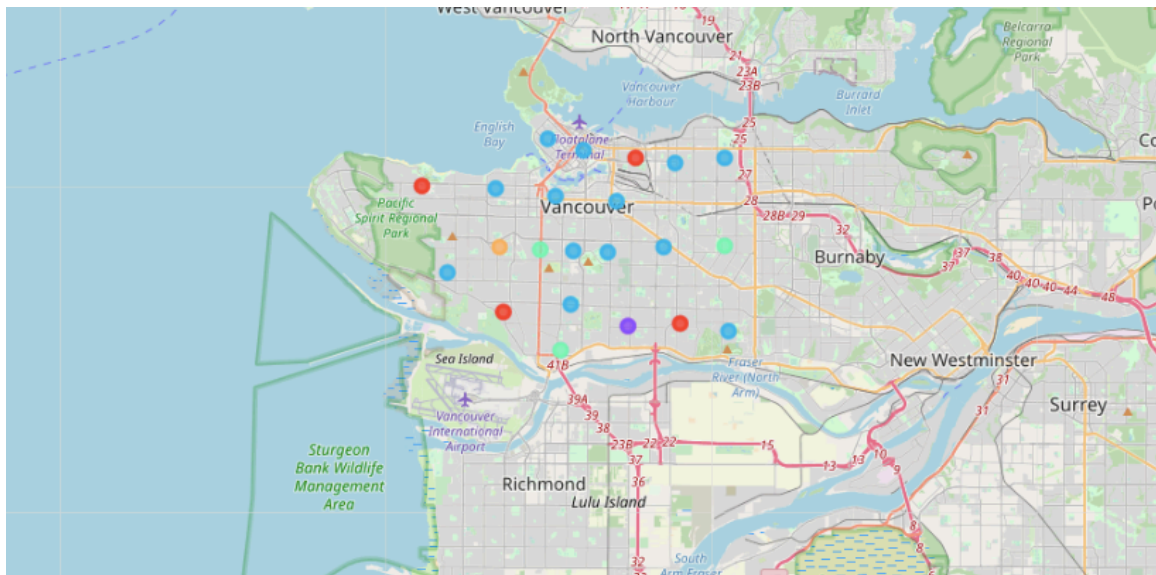 West Vancouver
19
North Vancouver
Belcarra
Regional
Park
21
23A
23B
Vancouver
Harbour
Burrard
Inlet
English
Bay
Floatplane
Terminal
25
25
27
Pacific
Spirit Regional
Park
Vancouver
28
28B
29
32
Burnaby
37
37
38
40
40
40
44
48
Sea Island
41B
Fraser
River (North
Arm)
New Westminster
31
31
Surrey
Vancouver
International
Airport
39A
39
38
23B
22
22
15
13
13
10
9
37
36
Sturgeon
Bank Wildlife
Management
Area
Richmond
Lulu Island
8
8
32
South
Arm Fraser